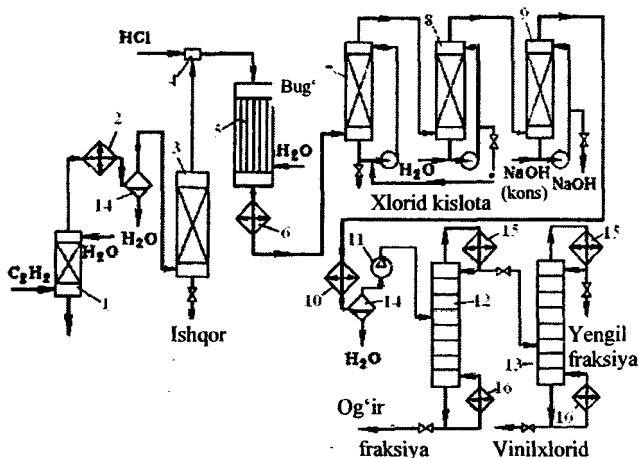 HCl
4
2
14
3
H₂O
H₂O
C₂H₂
1
Ishqor
Bug‘
5
H₂O
6
7
8
9
H₂O
Xlorid kislota
NaOH
(kons)
NaOH
10
11
14
H₂O
15
12
16
Og‘ir
fraksiya
15
Yengil
fraksiya
13
16
Vinilxlorid